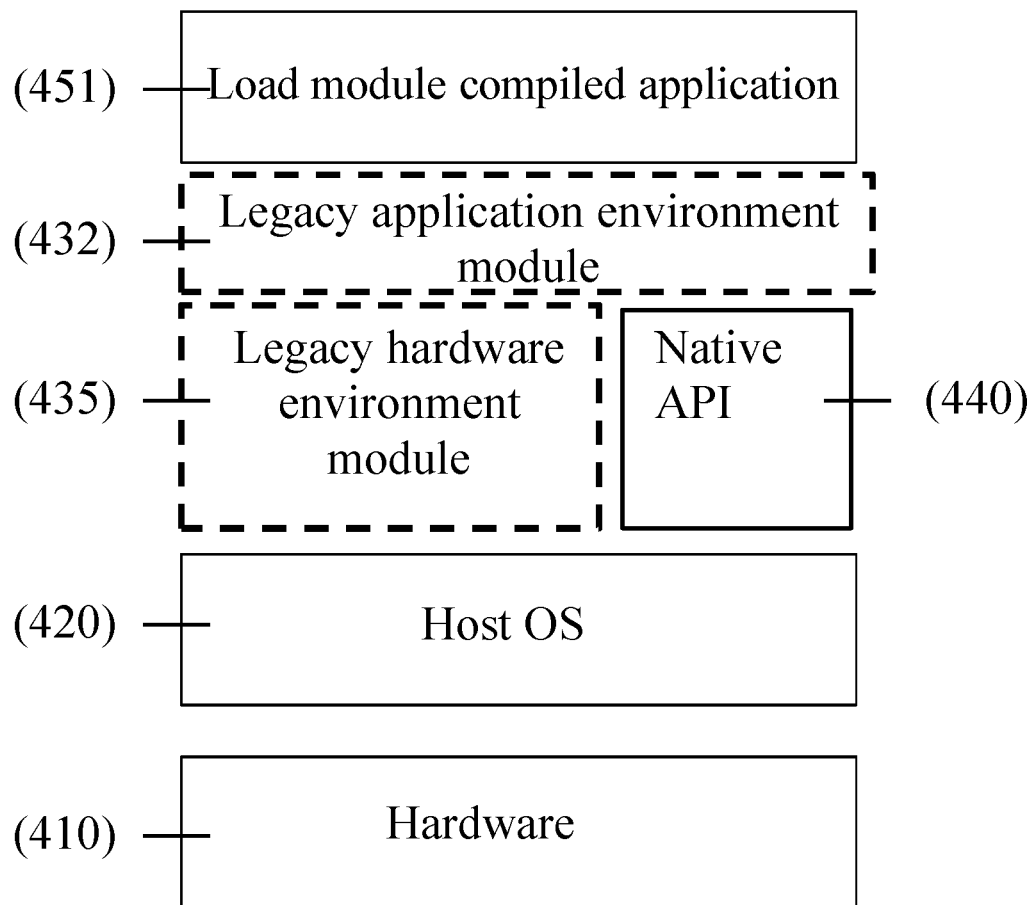 (451) Load module compiled application
(432) Legacy application environment
module
(435) Legacy hardware
environment
module
Native
API
(440)
(420) Host OS
(410) Hardware